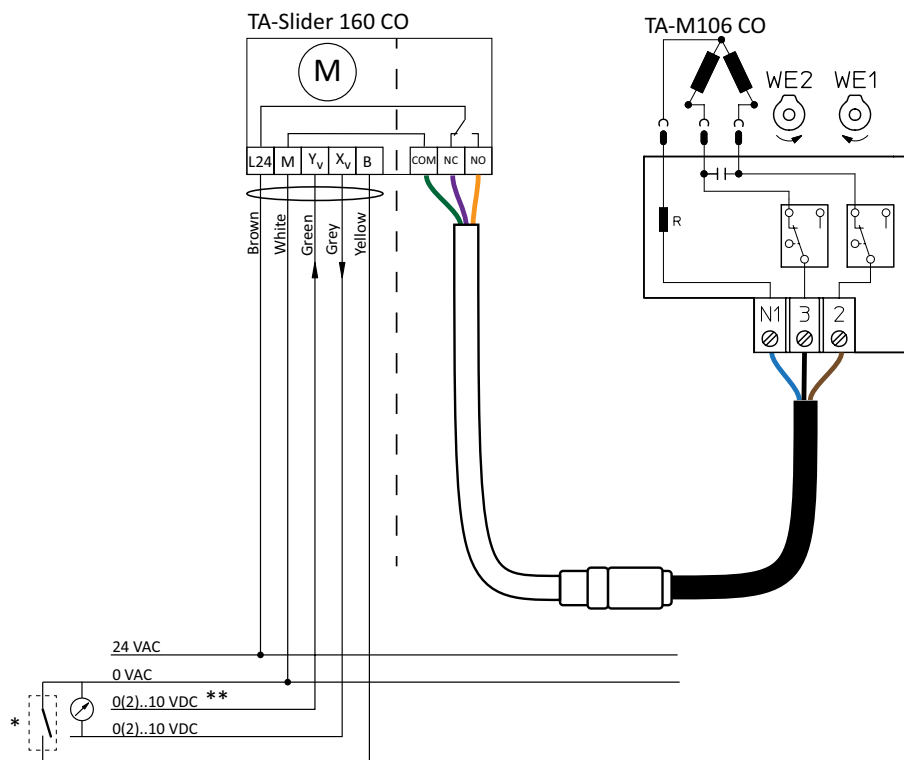 TA-Slider 160 CO
TA-M106 CO
M
WE2 WE1
L24 M Yv Xv B COM NC NO
Brown
White
Green
Grey
Yellow
R
N1 3 2
24 VAC
0 VAC
0(2)..10 VDC **
*
0(2)..10 VDC